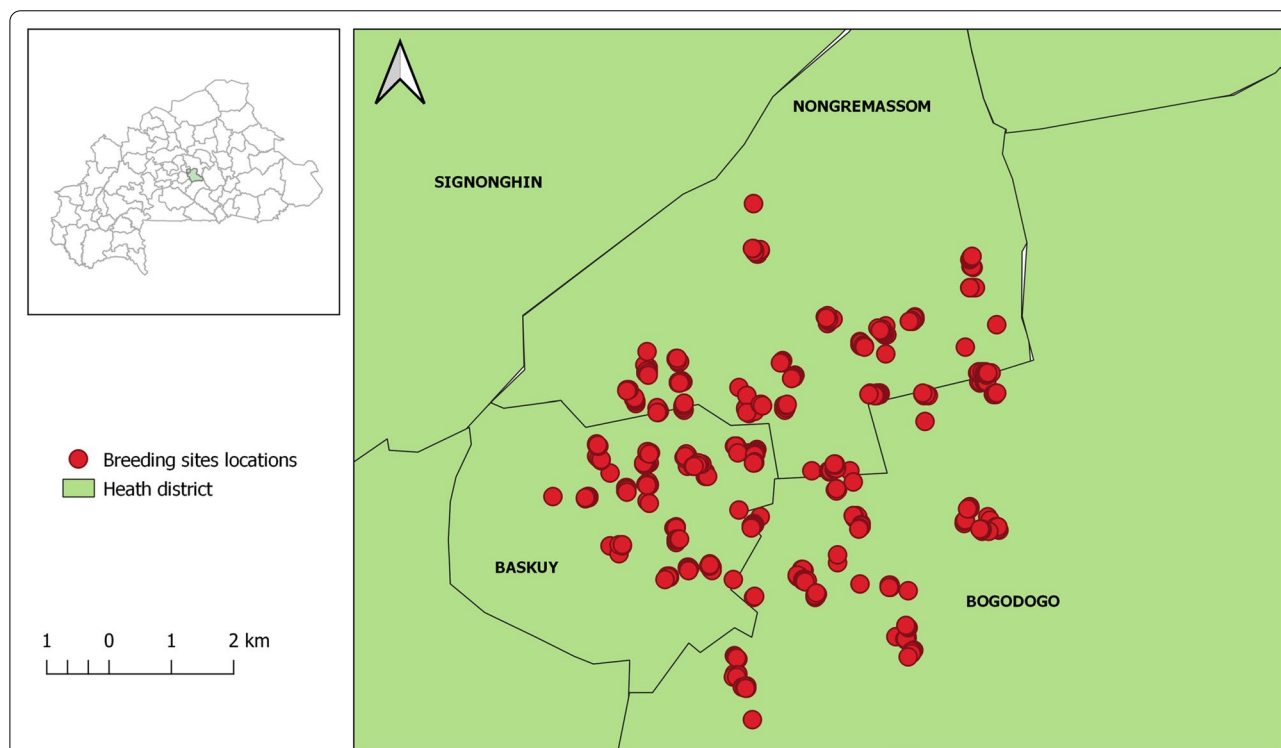 NONGREMASSOM
SIGNONGHIN
Breeding sites locations
Heath district
BASKUY
BOGODOGO
1 0 1 2 km